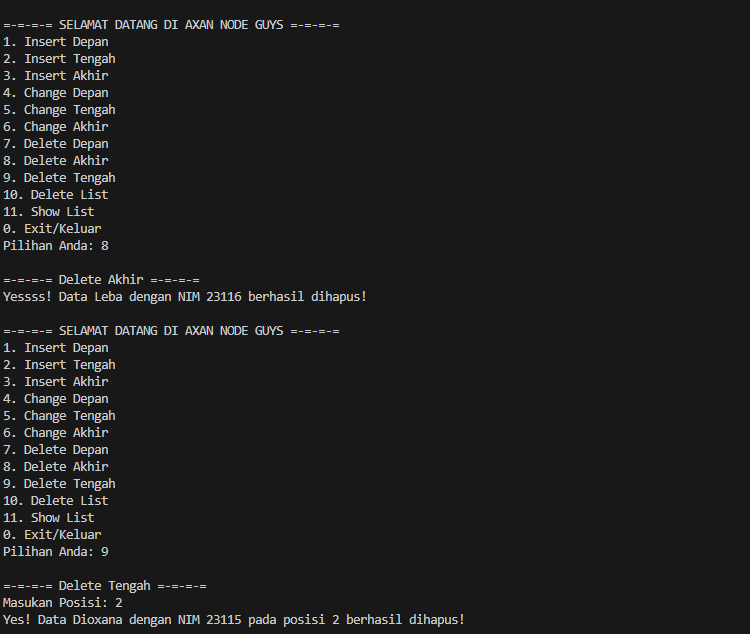 =-=-=-= SELAMAT DATANG DI AXAN NODE GUYS =-=-=-=
1. Insert Depan
2. Insert Tengah
3. Insert Akhir
4. Change Depan
5. Change Tengah
6. Change Akhir
7. Delete Depan
8. Delete Akhir
9. Delete Tengah
10. Delete List
11. Show List
0. Exit/Keluar
Pilihan Anda: 8
=-=-=-= Delete Akhir =-=-=-=
Yessss! Data Leba dengan NIM 23116 berhasil dihapus!
=-=-=-= SELAMAT DATANG DI AXAN NODE GUYS =-=-=-=
1. Insert Depan
2. Insert Tengah
3. Insert Akhir
4. Change Depan
5. Change Tengah
6. Change Akhir
7. Delete Depan
8. Delete Akhir
9. Delete Tengah
10. Delete List
11. Show List
0. Exit/Keluar
Pilihan Anda: 9
=-=-=-= Delete Tengah =-=-=-=
Masukan Posisi: 2
Yes! Data Dioxana dengan NIM 23115 pada posisi 2 berhasil dihapus!